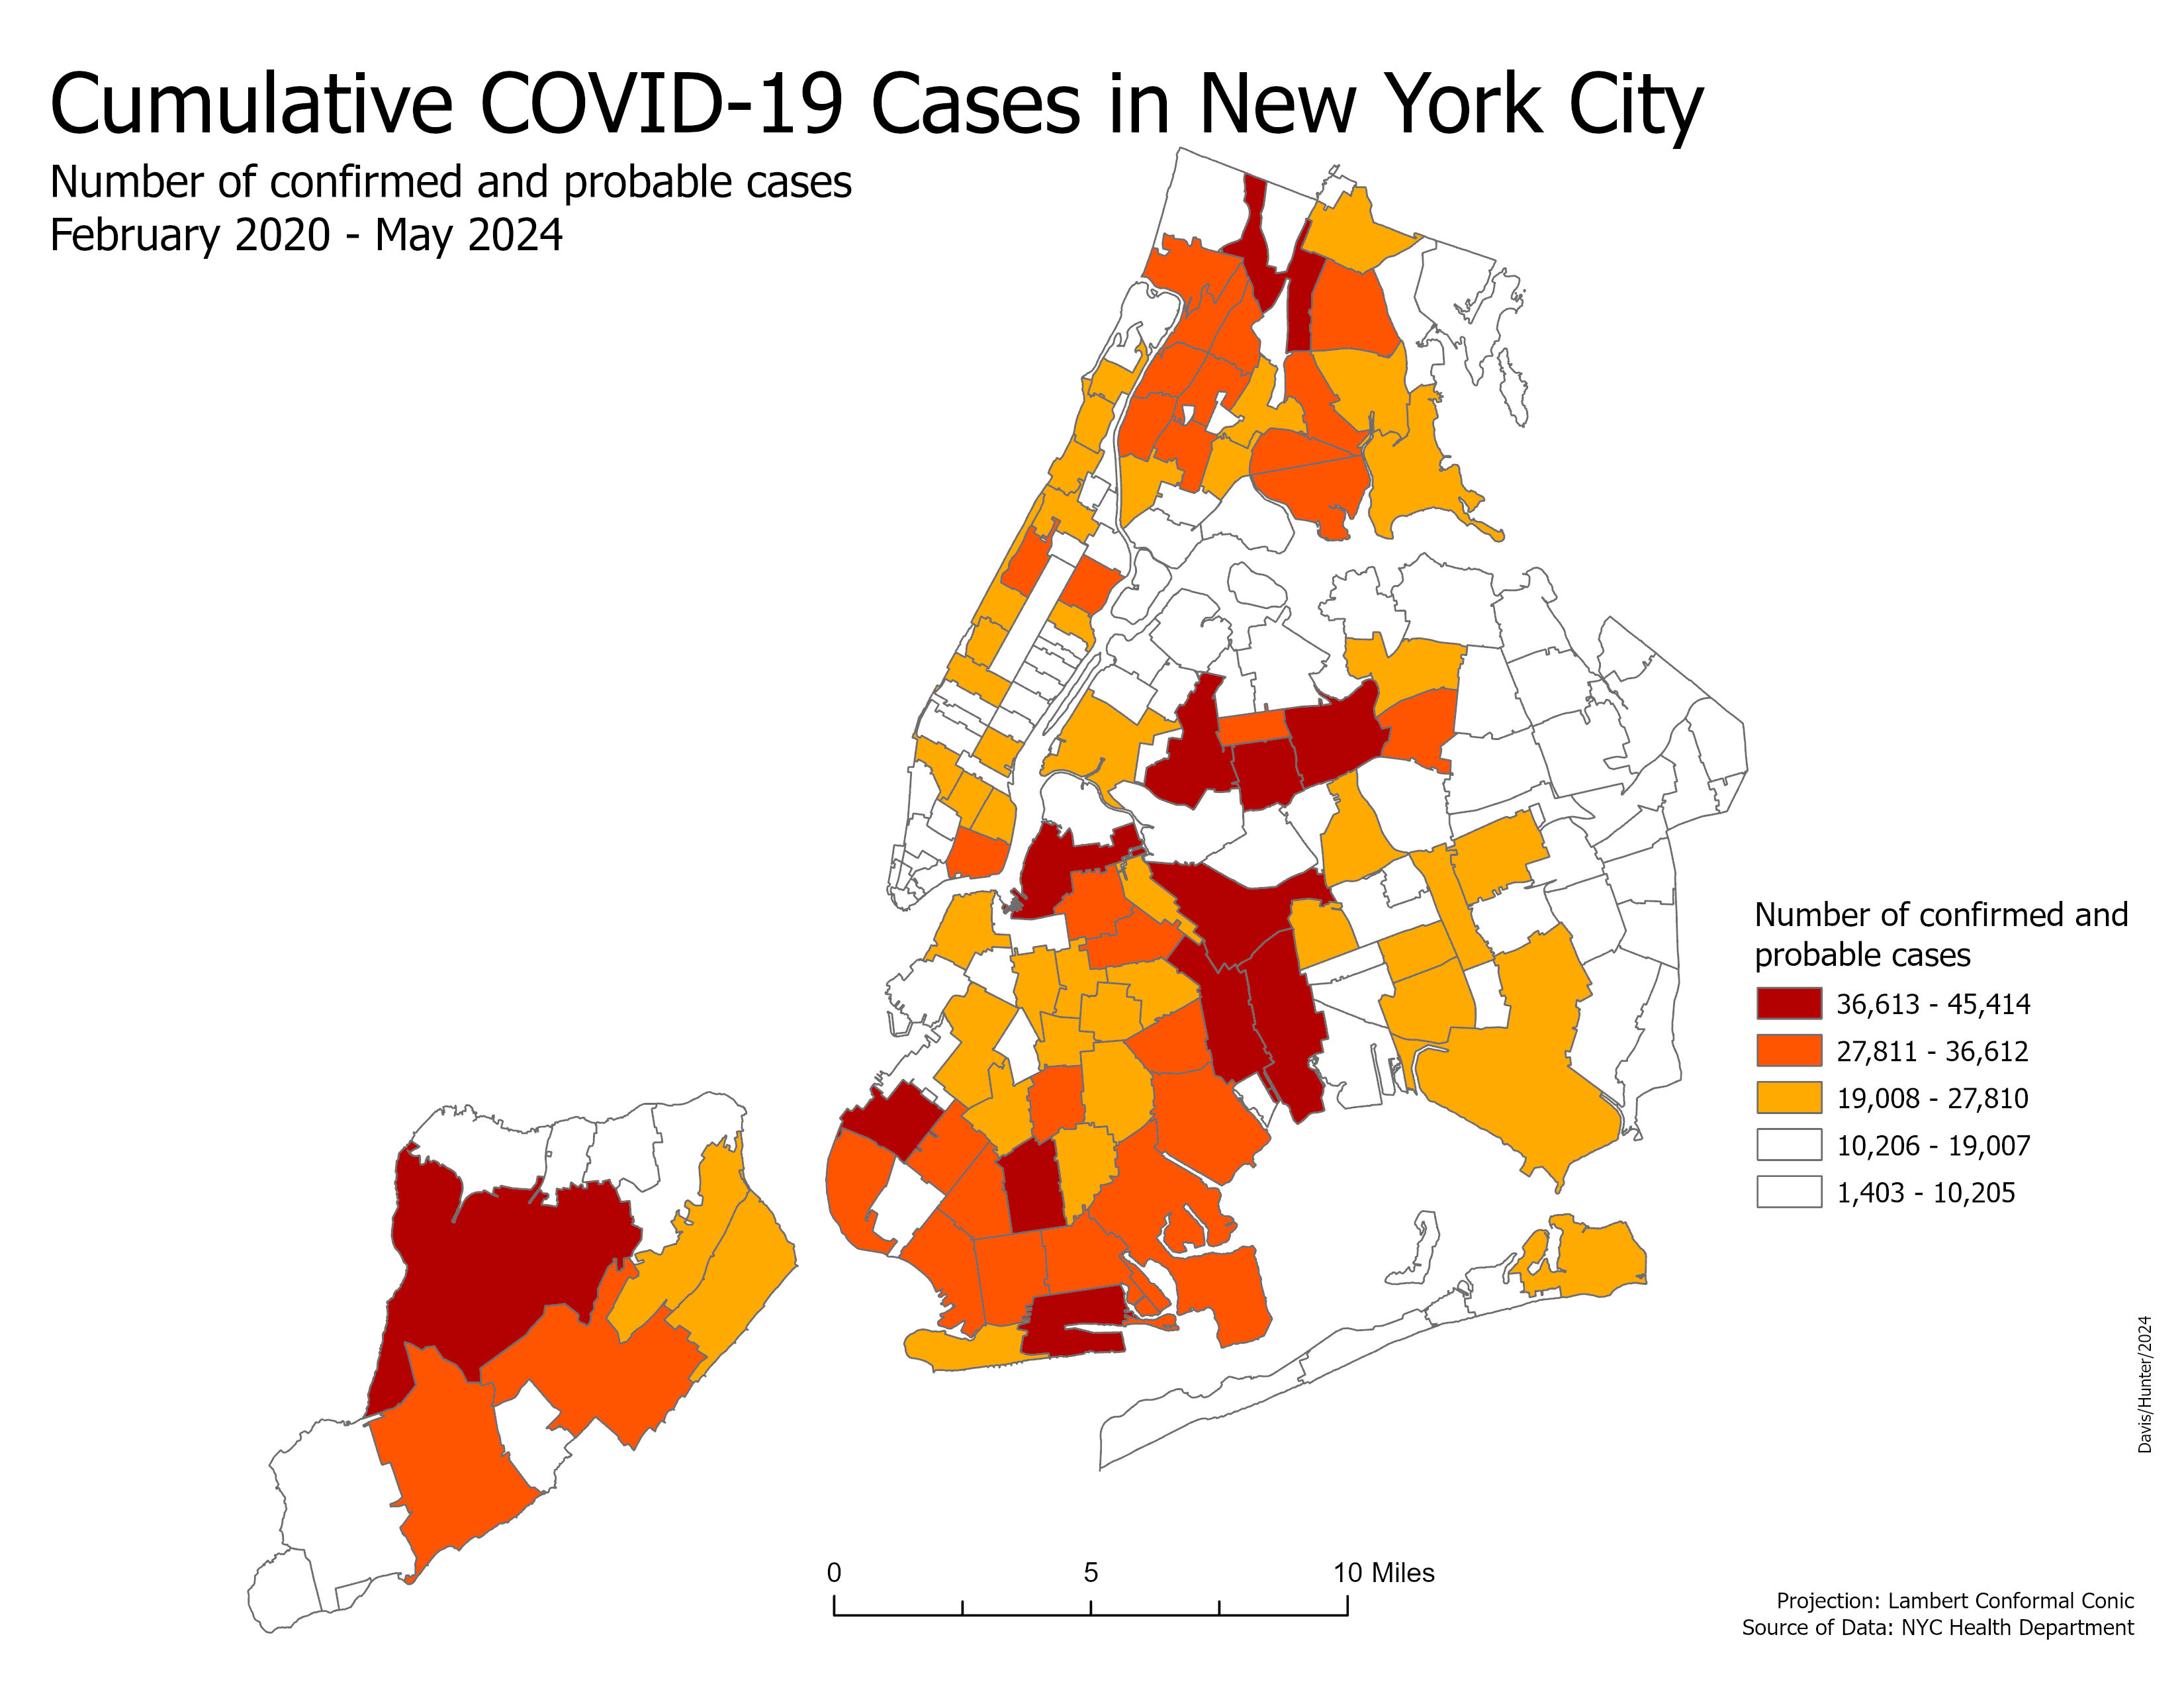 Cumulative COVID-19 Cases in New York City
Number of confirmed and probable cases
February 2020 - May 2024
Number of confirmed and
probable cases
36,613 - 45,414
27,811 - 36,612
19,008 - 27,810
10,206 - 19,007
1,403 - 10,205
Davis/Hunter/2024
0 5 10 Miles
Projection: Lambert Conformal Conic
Source of Data: NYC Health Department